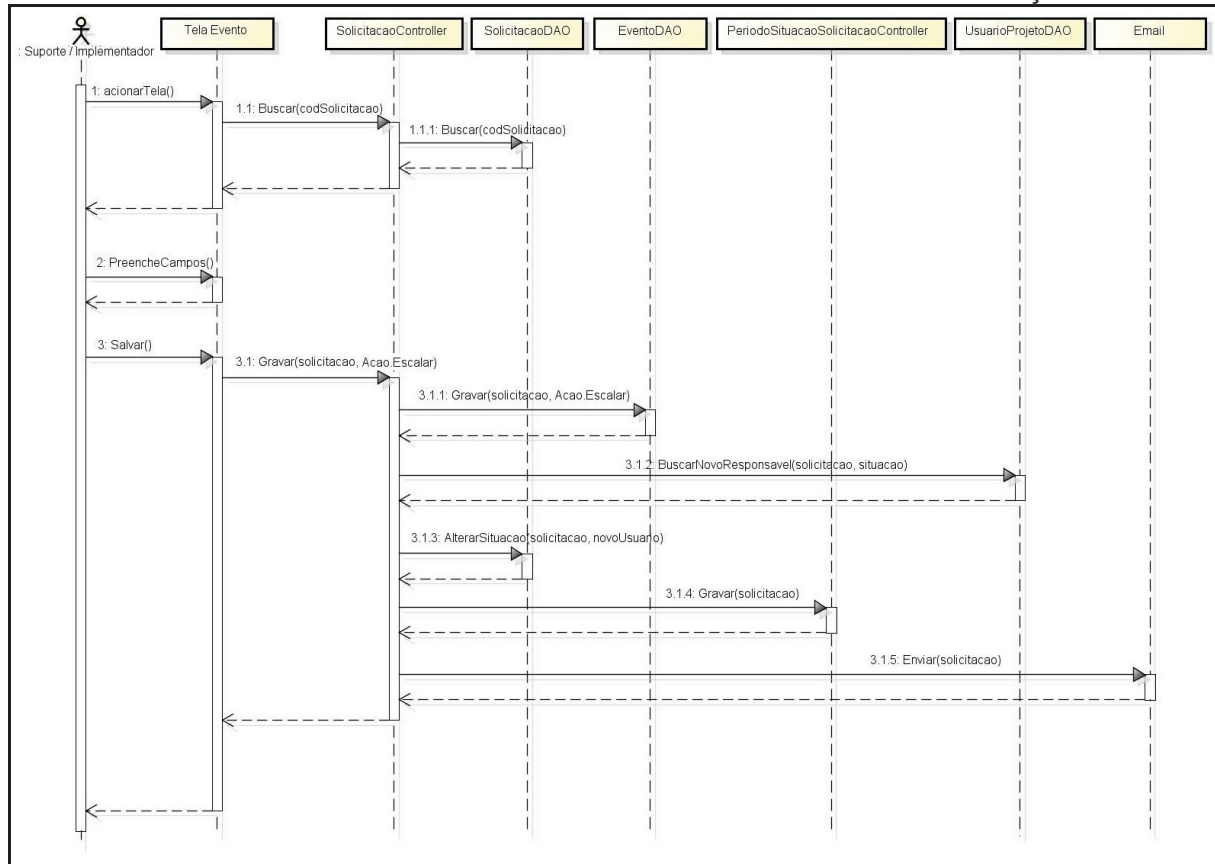 Tela Evento
SolicitacaoController
SolicitacaoDAO
EventoDAO
PeriodoSituacaoSolicitacaoController
UsuarioProjetoDAO
Email
: Suporte / Implementador
1: acionarTela()
1.1: Buscar(codSolicitacao)
1.1.1: Buscar(codSolicitacao)
2: PreencheCampos()
3: Salvar()
3.1: Gravar(solicitacao, Acao.Escalar)
3.1.1: Gravar(solicitacao, Acao.Escalar)
3.1.2: BuscarNovoResponsavel(solicitacao, situacao)
3.1.3: AlterarSituacao(solicitacao, novoUsuario)
3.1.4: Gravar(solicitacao)
3.1.5: Enviar(solicitacao)